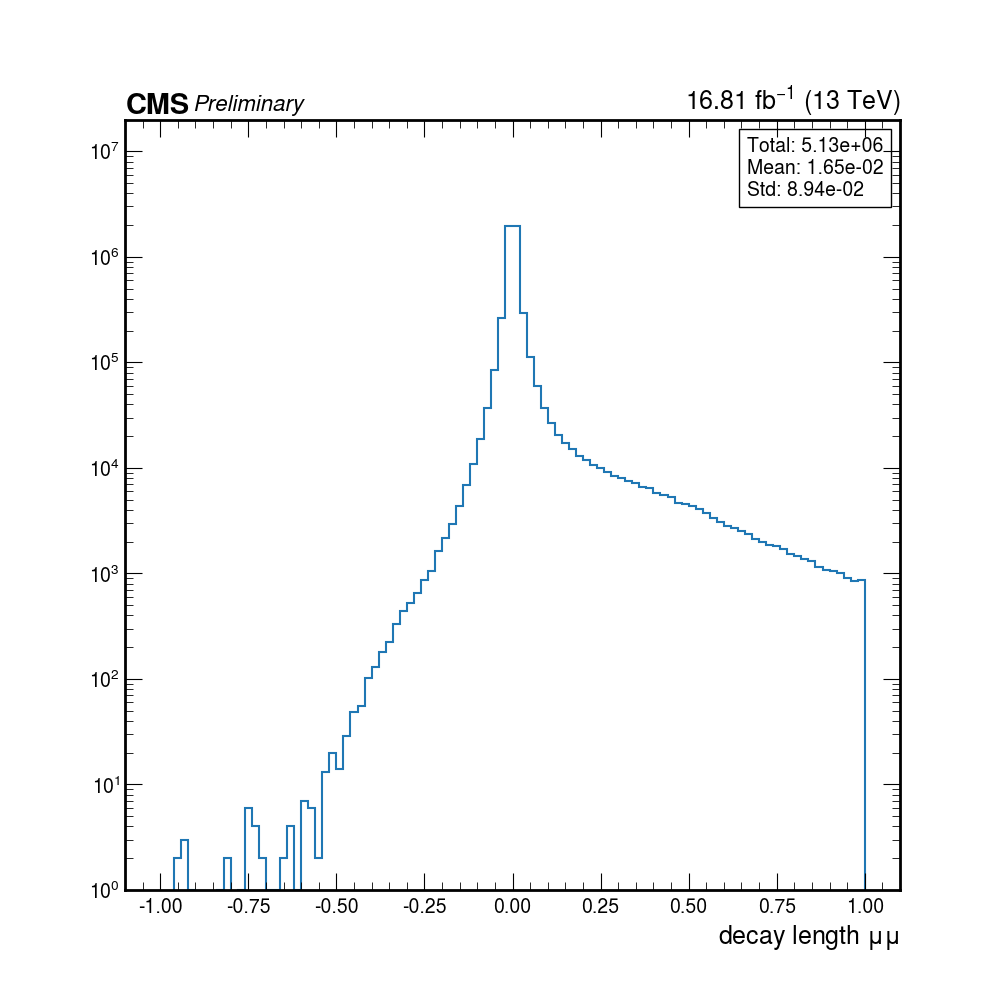 CMS Preliminary
16.81 fb⁻¹ (13 TeV)
Total: 5.13e+06
Mean: 1.65e-02
Std: 8.94e-02
10⁷
10⁶
10⁵
10⁴
10³
10²
10¹
10⁰
-1.00 -0.75 -0.50 -0.25 0.00 0.25 0.50 0.75 1.00
decay length μμ